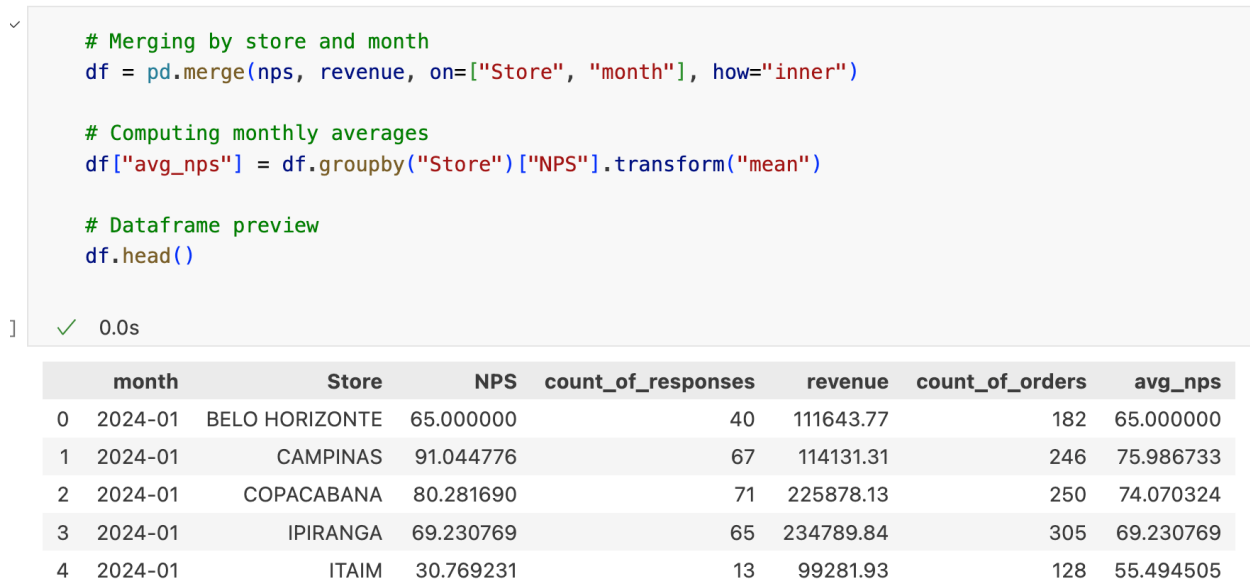 # Merging by store and month
df = pd.merge(nps, revenue, on=["Store", "month"], how="inner")
# Computing monthly averages
df["avg_nps"] = df.groupby("Store")["NPS"].transform("mean")
# Dataframe preview
df.head()
] ✓ 0.0s
month Store NPS count_of_responses revenue count_of_orders avg_nps
0 2024-01 BELO HORIZONTE 65.000000 40 111643.77 182 65.000000
1 2024-01 CAMPINAS 91.044776 67 114131.31 246 75.986733
2 2024-01 COPACABANA 80.281690 71 225878.13 250 74.070324
3 2024-01 IPIRANGA 69.230769 65 234789.84 305 69.230769
4 2024-01 ITAIM 30.769231 13 99281.93 128 55.494505